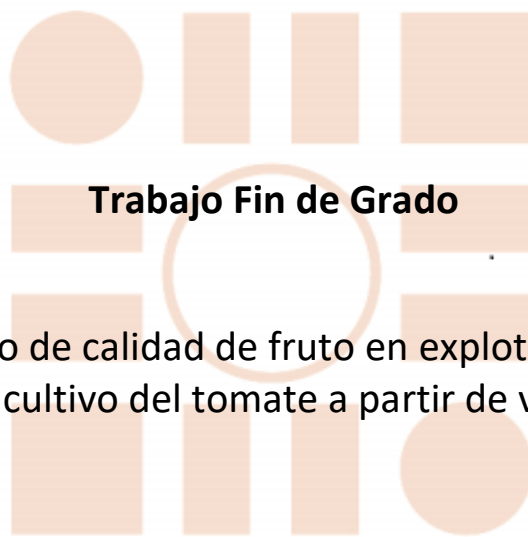 Trabajo Fin de Grado
o de calidad de fruto en explot
cultivo del tomate a partir de v